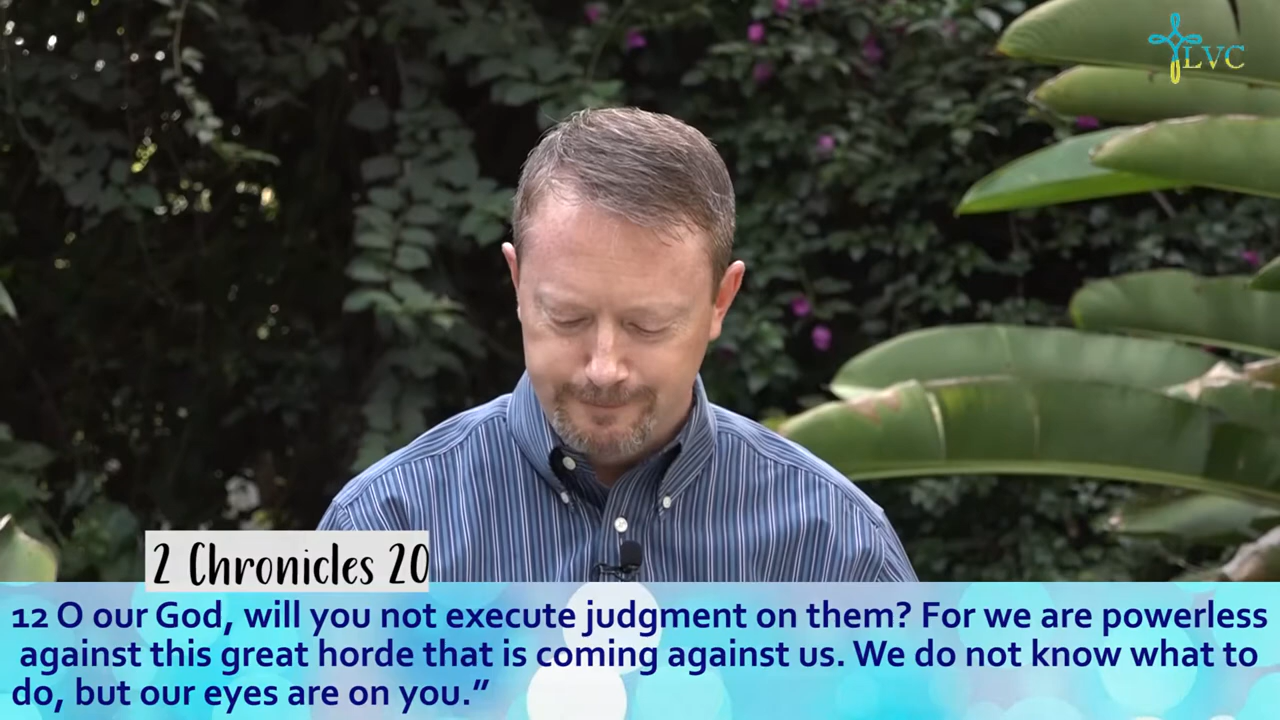 LVC
2 Chronicles 20
12 O our God, will you not execute judgment on them? For we are powerless
against this great horde that is coming against us. We do not know what to
do, but our eyes are on you.”